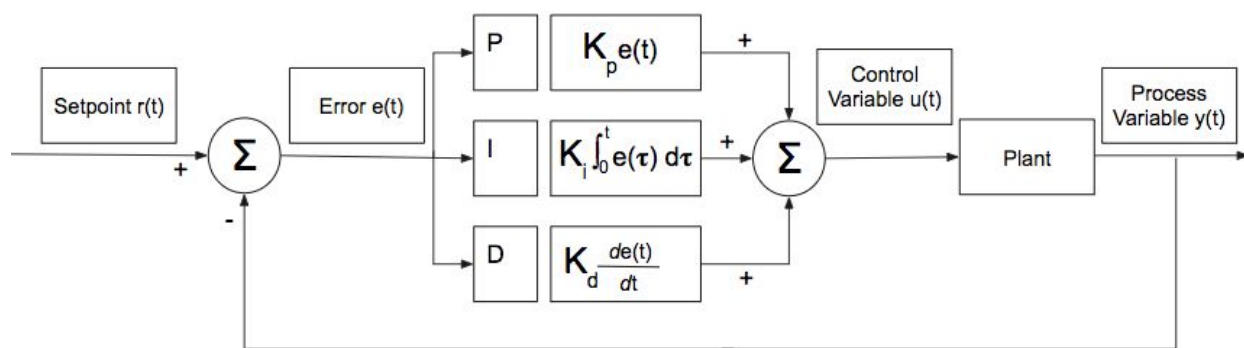 P
K_p e(t)
+
Setpoint r(t)
Error e(t)
Control
Variable u(t)
Process
Variable y(t)
+
Σ
I
K_i ∫_0^t e(τ) dτ
+
Σ
Plant
-
D
K_d de(t)/dt
+